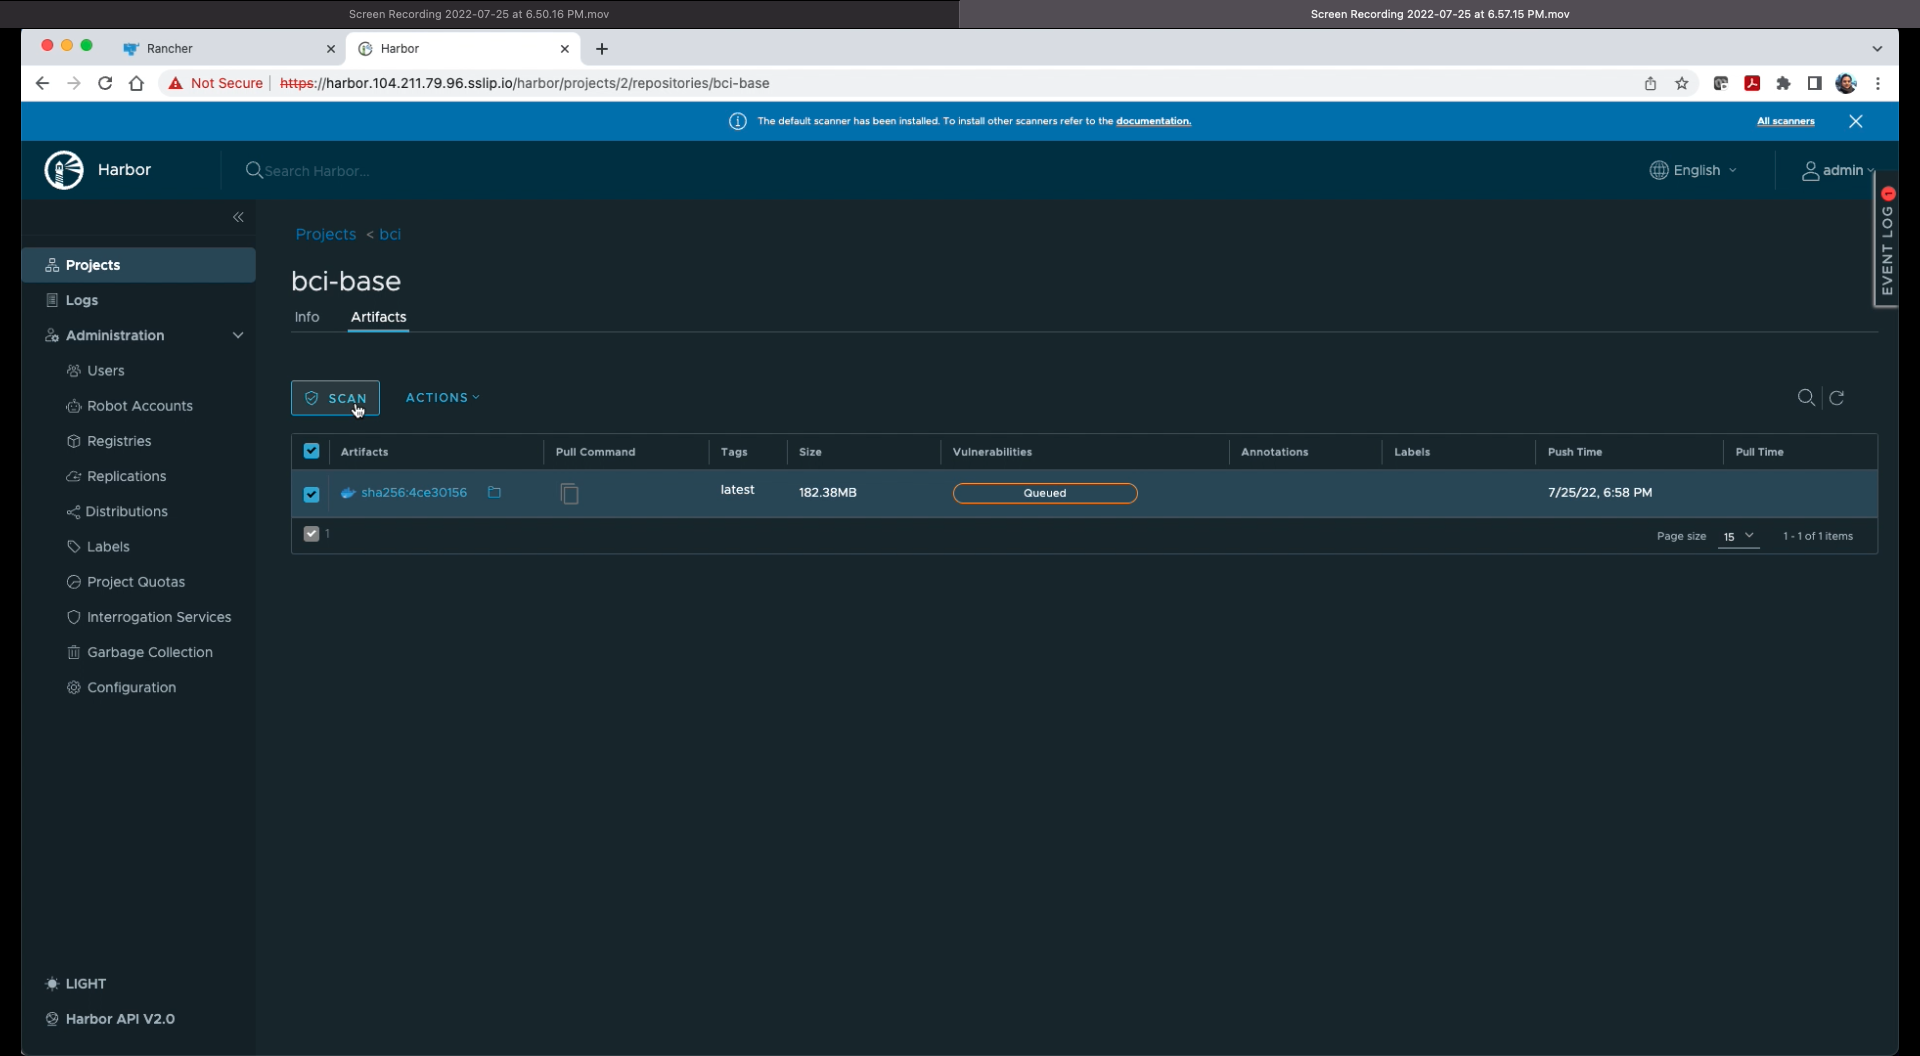 Screen Recording 2022-07-25 at 6.50.16 PM.mov
Screen Recording 2022-07-25 at 6.57.15 PM.mov
Rancher
Harbor
Not Secure
https://harbor.104.211.79.96.sslip.io/harbor/projects/2/repositories/bci-base
The default scanner has been installed. To install other scanners refer to the documentation.
All scanners
Harbor
Search Harbor...
English
admin
EVENT LOG 1
Projects
Logs
Administration
Users
Robot Accounts
Registries
Replications
Distributions
Labels
Project Quotas
Interrogation Services
Garbage Collection
Configuration
LIGHT
Harbor API V2.0
Projects < bci
bci-base
Info
Artifacts
SCAN
ACTIONS
Artifacts Pull Command Tags Size Vulnerabilities Annotations Labels Push Time Pull Time
sha256:4ce30156 latest 182.38MB Queued 7/25/22, 6:58 PM
1
Page size 15 1 - 1 of 1 items